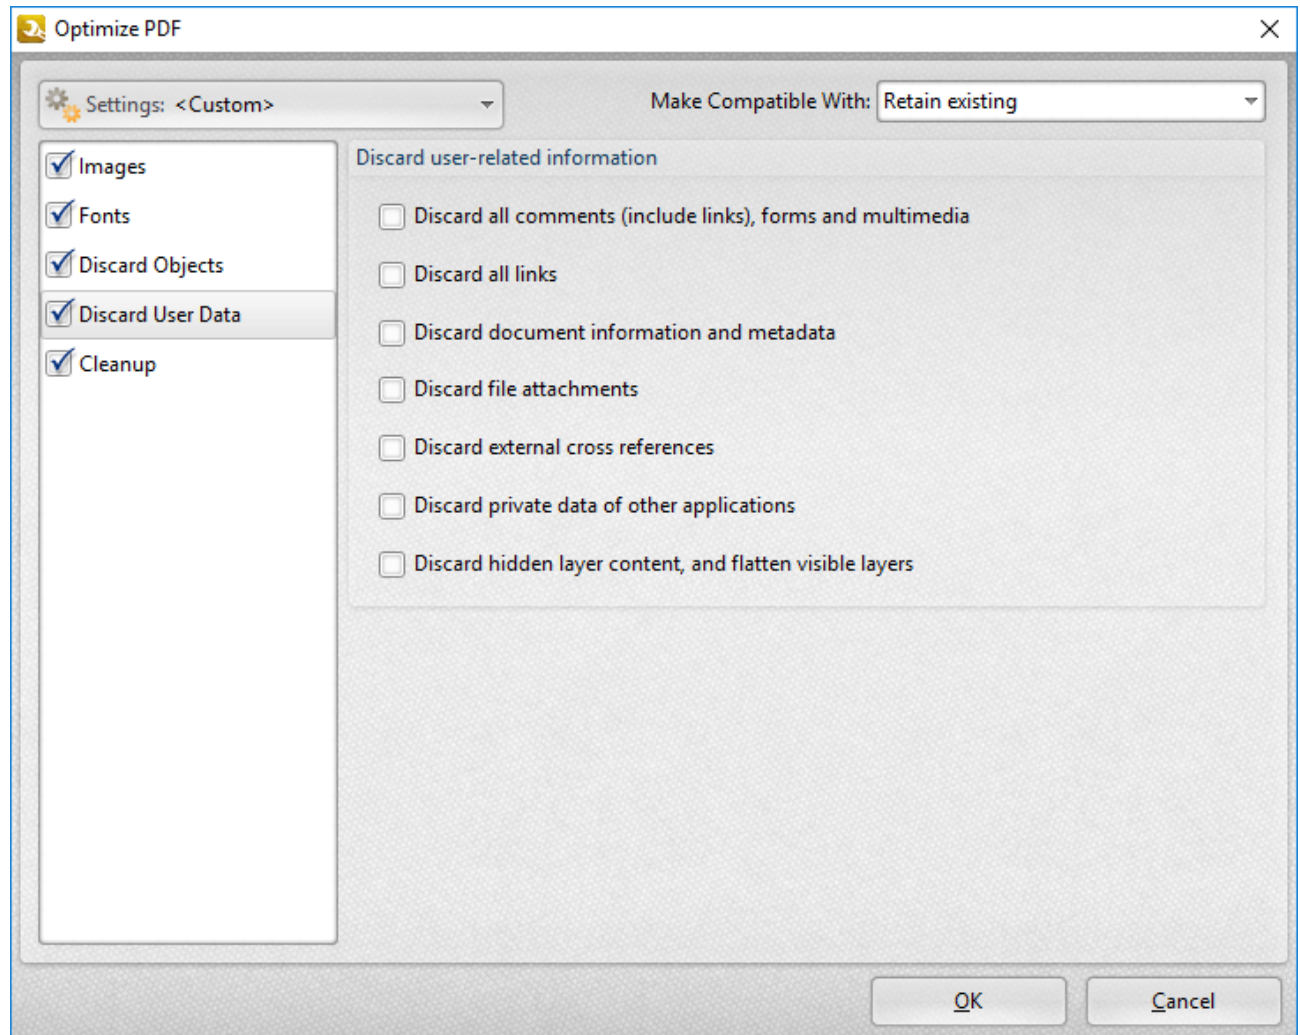 Optimize PDF
Settings: <Custom>
Make Compatible With: Retain existing
Images
Fonts
Discard Objects
Discard User Data
Cleanup
Discard user-related information
Discard all comments (include links), forms and multimedia
Discard all links
Discard document information and metadata
Discard file attachments
Discard external cross references
Discard private data of other applications
Discard hidden layer content, and flatten visible layers
OK
Cancel